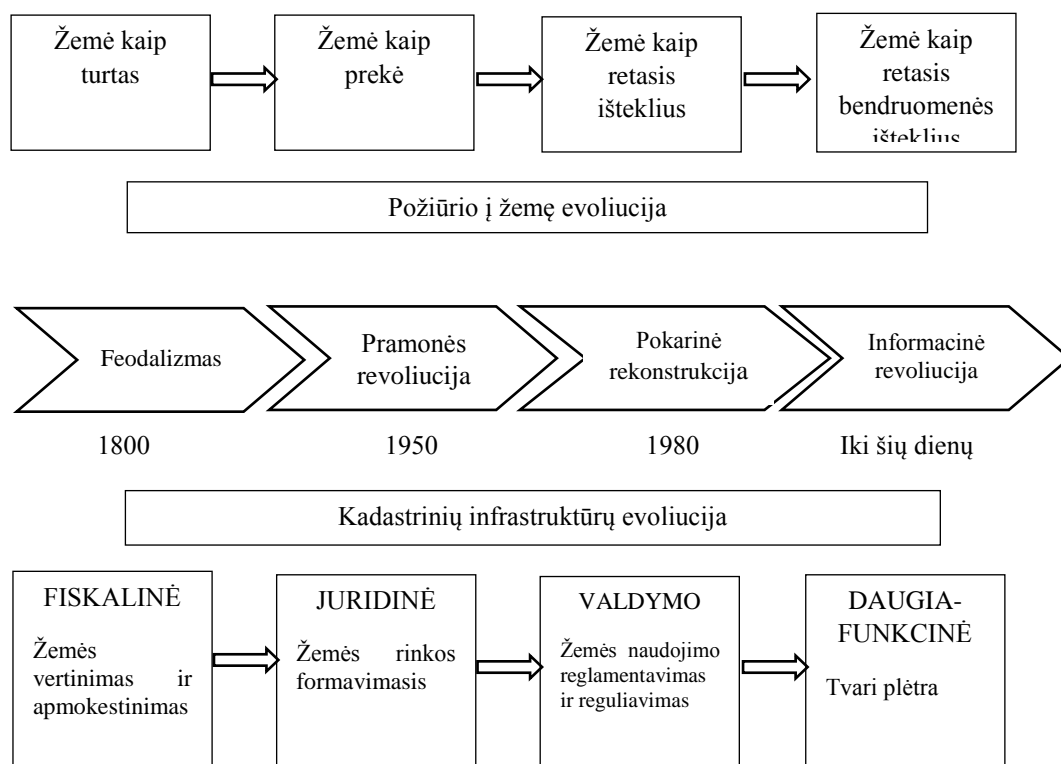 Žemė kaip
turtas
Žemė kaip
prekė
Žemė kaip
retasis
išteklius
Žemė kaip
retasis
bendruomenės
išteklius
Požiūrio į žemę evoliucija
Feodalizmas
Pramonės
revoliucija
Pokarinė
rekonstrukcija
Informacinė
revoliucija
1800
1950
1980
Iki šių dienų
Kadastrinių infrastruktūrų evoliucija
FISKALINĖ
Žemės
vertinimas ir
apmokestinimas
JURIDINĖ
Žemės rinkos
formavimasis
VALDYMO
Žemės naudojimo
reglamentavimas
ir reguliavimas
DAUGIA-
FUNKCINĖ
Tvari plėtra